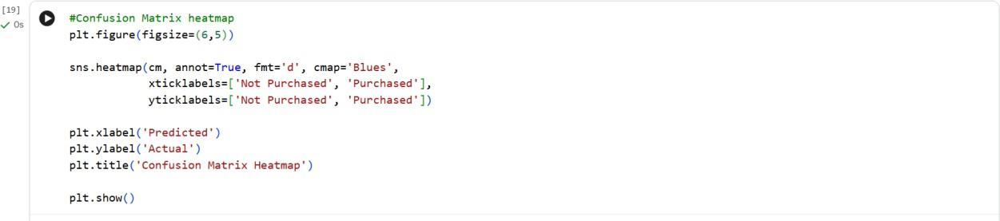 [19]
0s
#Confusion Matrix heatmap
plt.figure(figsize=(6,5))
sns.heatmap(cm, annot=True, fmt='d', cmap='Blues',
            xticklabels=['Not Purchased', 'Purchased'],
            yticklabels=['Not Purchased', 'Purchased'])
plt.xlabel('Predicted')
plt.ylabel('Actual')
plt.title('Confusion Matrix Heatmap')
plt.show()